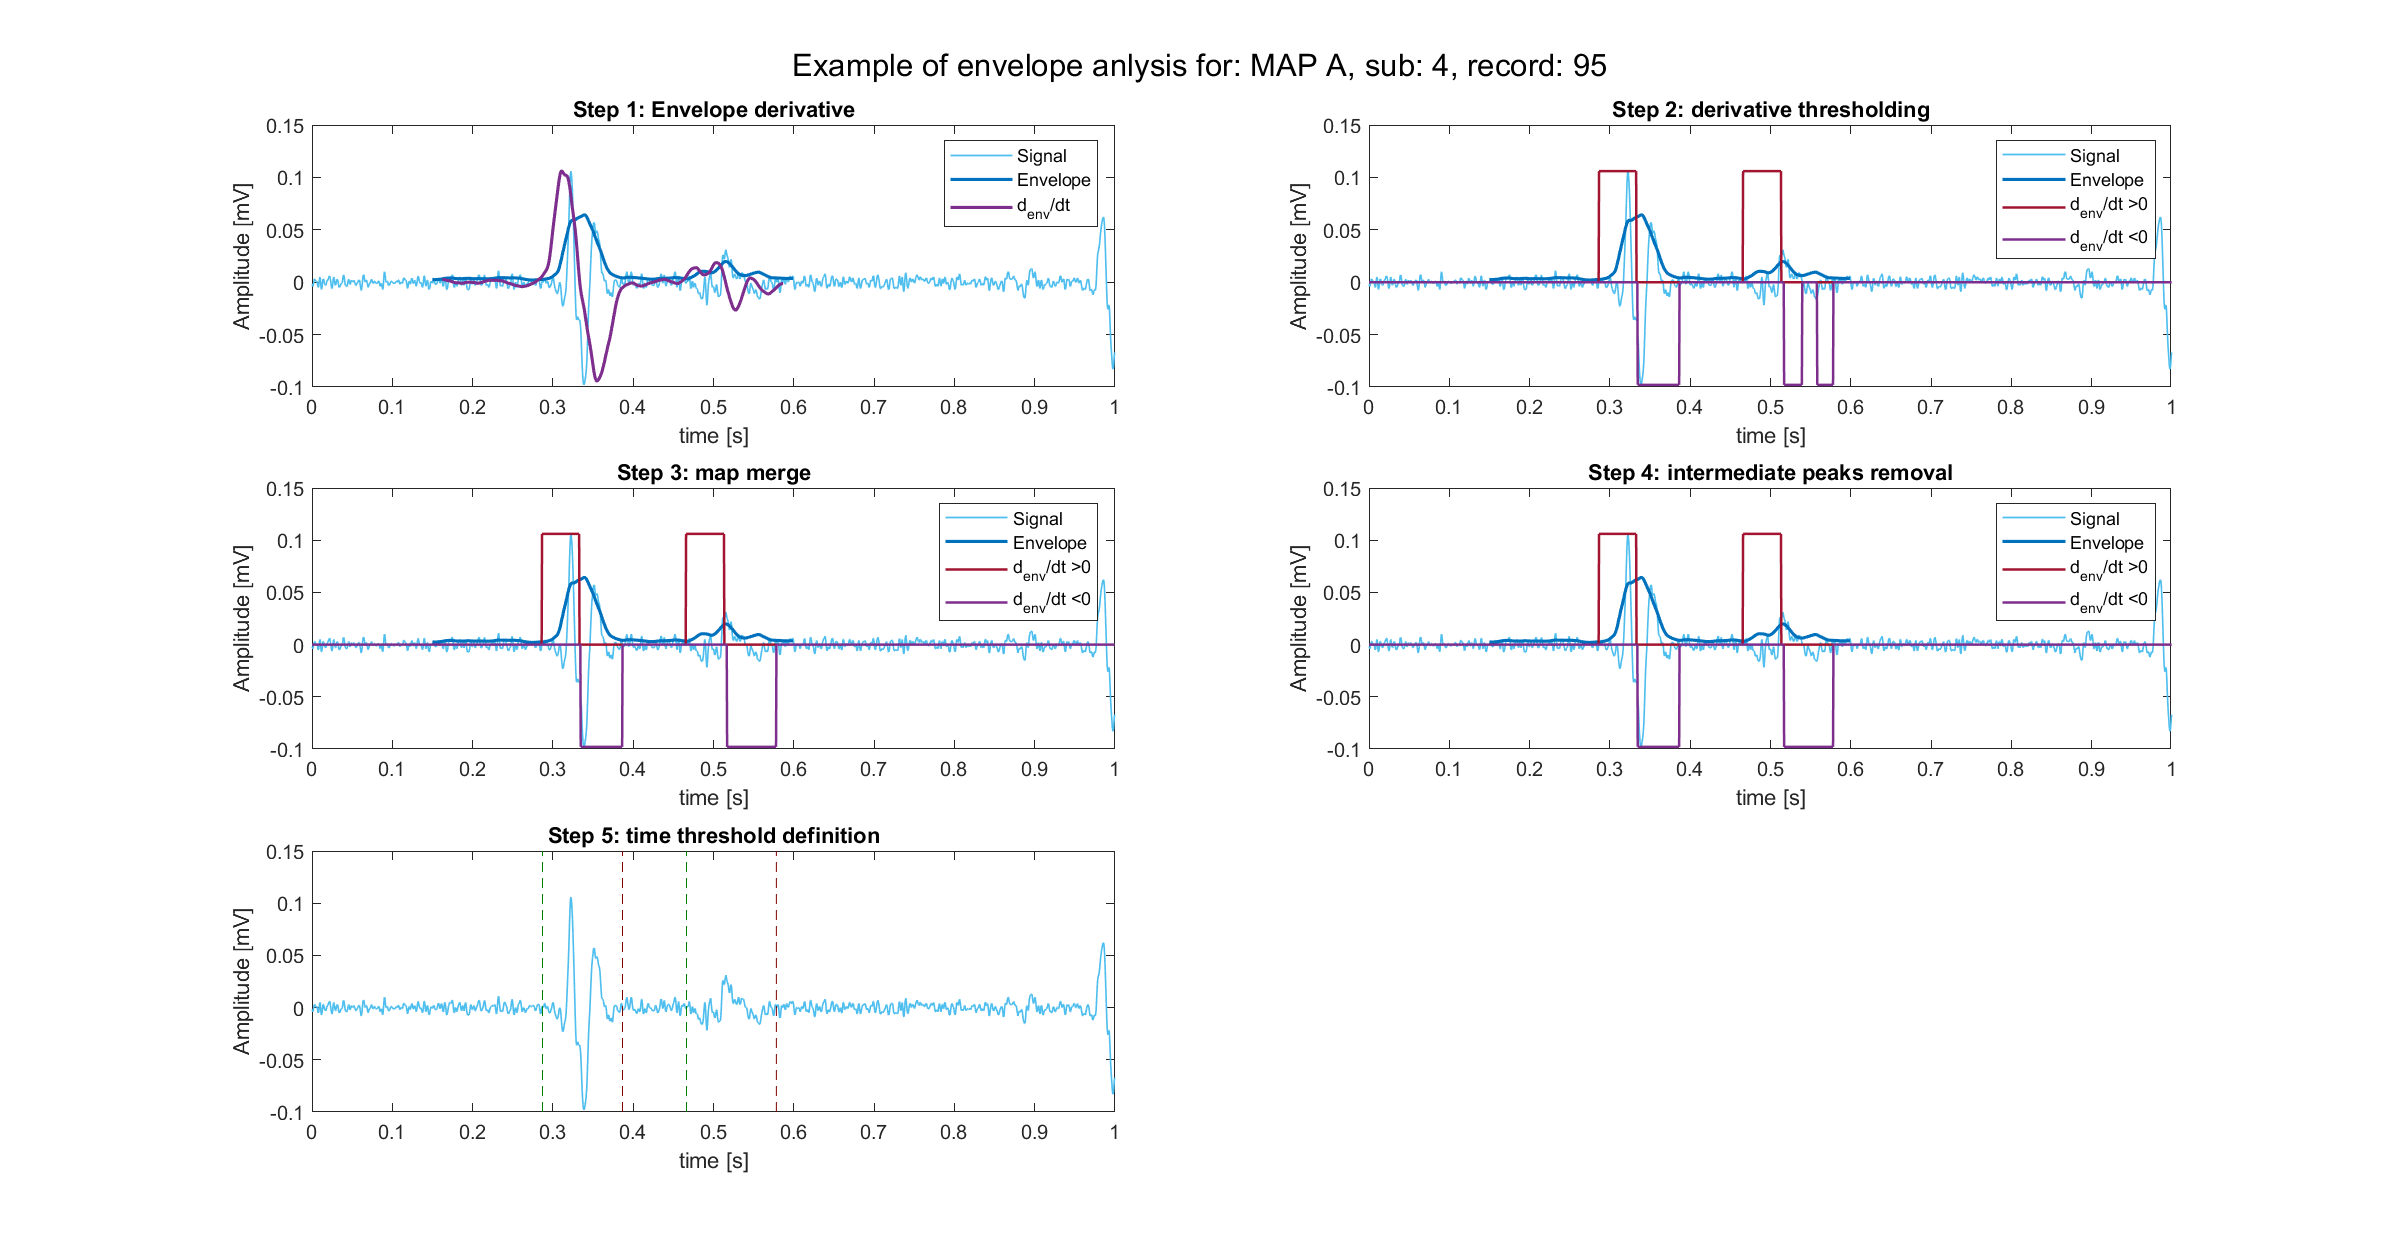 Example of envelope anlysis for: MAP A, sub: 4, record: 95
Step 1: Envelope derivative
0.15
0.1
0.05
0
-0.05
-0.1
Amplitude [mV]
0 0.1 0.2 0.3 0.4 0.5 0.6 0.7 0.8 0.9 1
time [s]
Signal
Envelope
d_env/dt
Step 2: derivative thresholding
0.15
0.1
0.05
0
-0.05
-0.1
Amplitude [mV]
0 0.1 0.2 0.3 0.4 0.5 0.6 0.7 0.8 0.9 1
time [s]
Signal
Envelope
d_env/dt >0
d_env/dt <0
Step 3: map merge
0.15
0.1
0.05
0
-0.05
-0.1
Amplitude [mV]
0 0.1 0.2 0.3 0.4 0.5 0.6 0.7 0.8 0.9 1
time [s]
Signal
Envelope
d_env/dt >0
d_env/dt <0
Step 4: intermediate peaks removal
0.15
0.1
0.05
0
-0.05
-0.1
Amplitude [mV]
0 0.1 0.2 0.3 0.4 0.5 0.6 0.7 0.8 0.9 1
time [s]
Signal
Envelope
d_env/dt >0
d_env/dt <0
Step 5: time threshold definition
0.15
0.1
0.05
0
-0.05
-0.1
Amplitude [mV]
0 0.1 0.2 0.3 0.4 0.5 0.6 0.7 0.8 0.9 1
time [s]